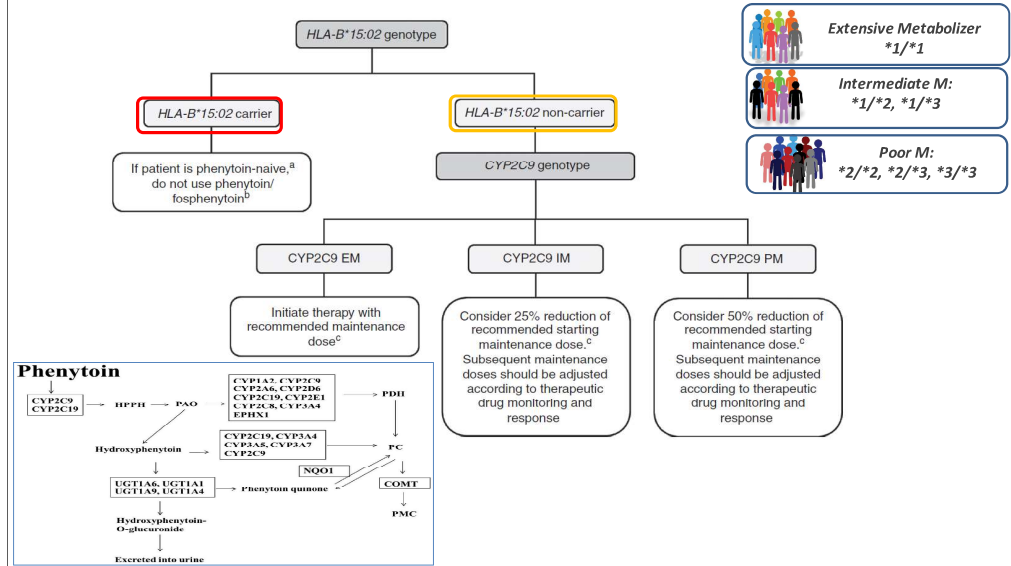 HLA-B*15:02 genotype
HLA-B*15:02 carrier
HLA-B*15:02 non-carrier
If patient is phenytoin-naive,a
do not use phenytoin/
fosphenytoinb
CYP2C9 genotype
CYP2C9 EM
CYP2C9 IM
CYP2C9 PM
Initiate therapy with
recommended maintenance
dosec
Consider 25% reduction of
recommended starting
maintenance dose.c
Subsequent maintenance
doses should be adjusted
according to therapeutic
drug monitoring and
response
Consider 50% reduction of
recommended starting
maintenance dose.c
Subsequent maintenance
doses should be adjusted
according to therapeutic
drug monitoring and
response
Extensive Metabolizer
*1/*1
Intermediate M:
*1/*2, *1/*3
Poor M:
*2/*2, *2/*3, *3/*3
Phenytoin
CYP2C9
CYP2C19
HPPH
PAO
CYP1A2, CYP2C9
CYP2A6, CYP2D6
CYP2C19, CYP2E1
CYP2C8, CYP3A4
EPHX1
PDH
Hydroxyphenytoin
CYP2C19, CYP3A4
CYP3A5, CYP3A7
CYP2C9
PC
NQO1
UGT1A6, UGT1A1
UGT1A9, UGT1A4
Phenytoin quinone
COMT
Hydroxyphenytoin-
O-glucuronide
PMC
Excreted into urine